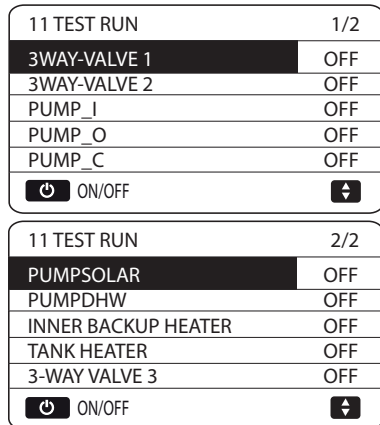 11 TEST RUN 1/2
3WAY-VALVE 1 OFF
3WAY-VALVE 2 OFF
PUMP_I OFF
PUMP_O OFF
PUMP_C OFF
ON/OFF
11 TEST RUN 2/2
PUMPSOLAR OFF
PUMPDHW OFF
INNER BACKUP HEATER OFF
TANK HEATER OFF
3-WAY VALVE 3 OFF
ON/OFF